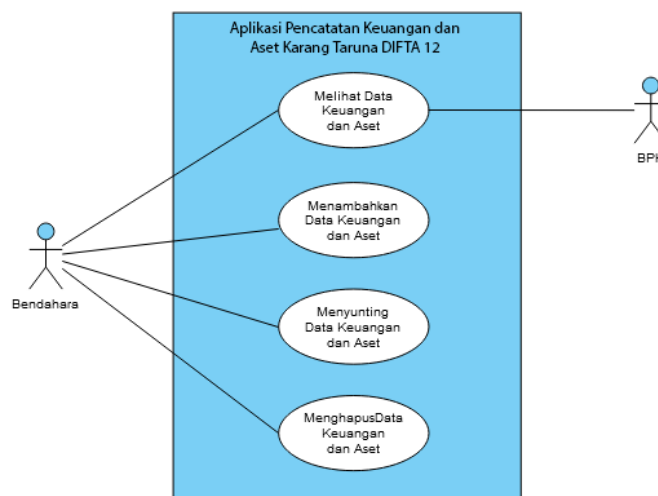 Aplikasi Pencatatan Keuangan dan
Aset Karang Taruna DIFTA 12
Melihat Data
Keuangan
dan Aset
Menambahkan
Data Keuangan
dan Aset
Menyunting
Data Keuangan
dan Aset
MenghapusData
Keuangan
dan Aset
Bendahara